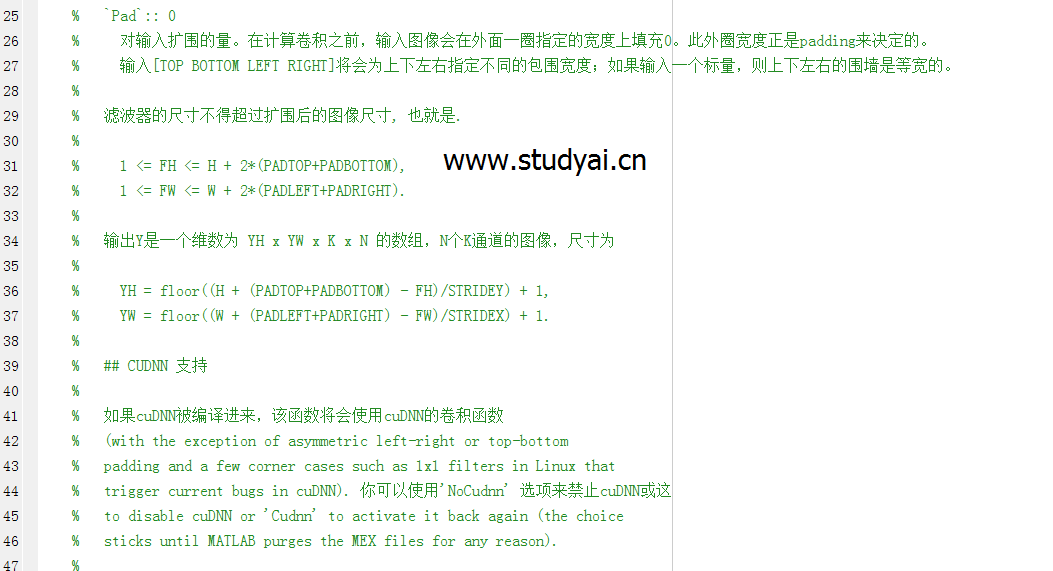 25 % `Pad`:: 0
26 % 对输入扩围的量。在计算卷积之前，输入图像会在外面一圈指定的宽度上填充0。此外圈宽度正是padding来决定的。
27 % 输入[TOP BOTTOM LEFT RIGHT]将会为上下左右指定不同的包围宽度；如果输入一个标量，则上下左右的围墙是等宽的。
28 %
29 % 滤波器的尺寸不得超过扩围后的图像尺寸, 也就是.
30 %
31 % 1 <= FH <= H + 2*(PADTOP+PADBOTTOM),
www.studyai.cn
32 % 1 <= FW <= W + 2*(PADLEFT+PADRIGHT).
33 %
34 % 输出Y是一个维数为 YH x YW x K x N 的数组，N个K通道的图像，尺寸为
35 %
36 % YH = floor((H + (PADTOP+PADBOTTOM) - FH)/STRIDEY) + 1,
37 % YW = floor((W + (PADLEFT+PADRIGHT) - FW)/STRIDEX) + 1.
38 %
39 % ## CUDNN 支持
40 %
41 % 如果cuDNN被编译进来，该函数将会使用cuDNN的卷积函数
42 % (with the exception of asymmetric left-right or top-bottom
43 % padding and a few corner cases such as 1x1 filters in Linux that
44 % trigger current bugs in cuDNN). 你可以使用'NoCudnn' 选项来禁止cuDNN或这
45 % to disable cuDNN or 'Cudnn' to activate it back again (the choice
46 % sticks until MATLAB purges the MEX files for any reason).
47 %